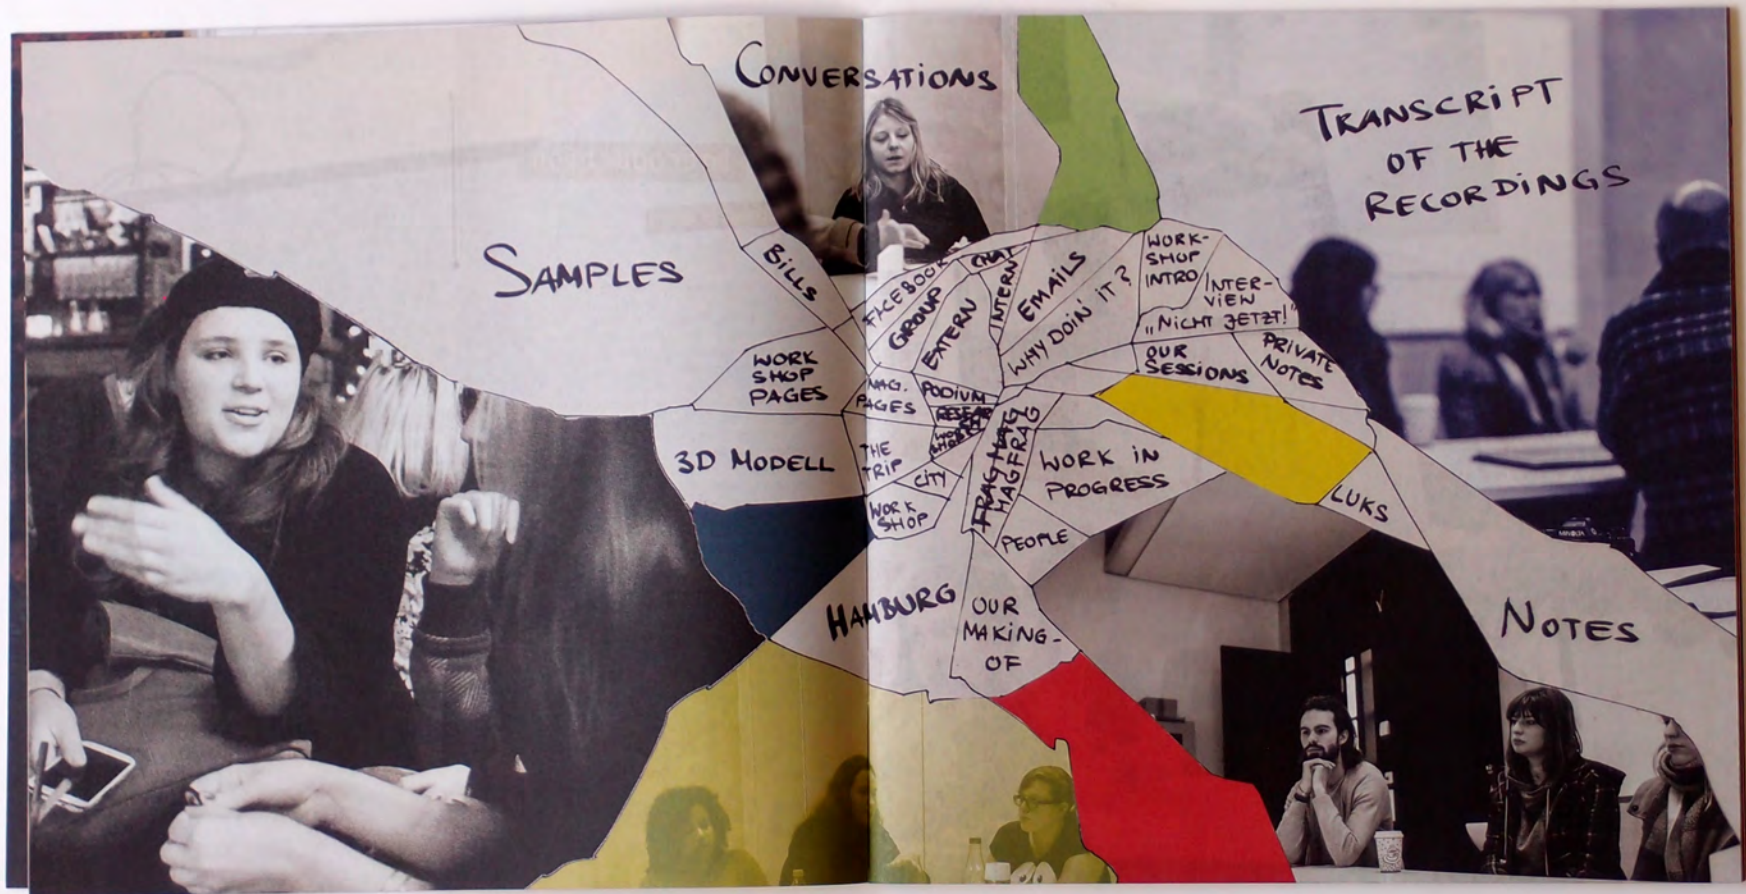 CONVERSATIONS
TRANSCRIPT
OF THE
RECORDINGS
SAMPLES
BILLS
FACEBOOK
GROUP
EXTERN
CHAT
INTERN
EMAILS
WHY DOIN IT?
WORK-
SHOP
INTRO
INTER-
VIEW
„NICHT JETZT!"
OUR
SESSIONS
PRIVATE
NOTES
WORK
SHOP
PAGES
MAG.
PAGES
PODIUM
3D MODELL
THE
TRIP
CITY
WORK
SHOP
FRAGMAG
MAGFRAG
WORK IN
PROGRESS
PEOPLE
LUKS
HAMBURG
OUR
MAKING-
OF
NOTES